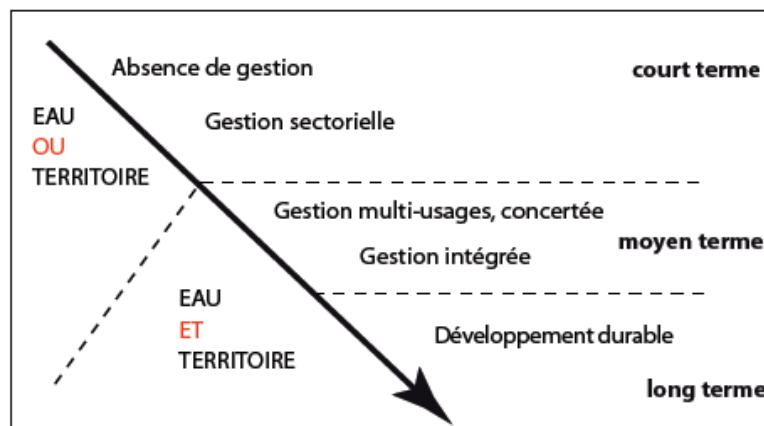 Absence de gestion
court terme
EAU
OU
TERRITOIRE
Gestion sectorielle
Gestion multi-usages, concertée
moyen terme
Gestion intégrée
EAU
ET
TERRITOIRE
Développement durable
long terme